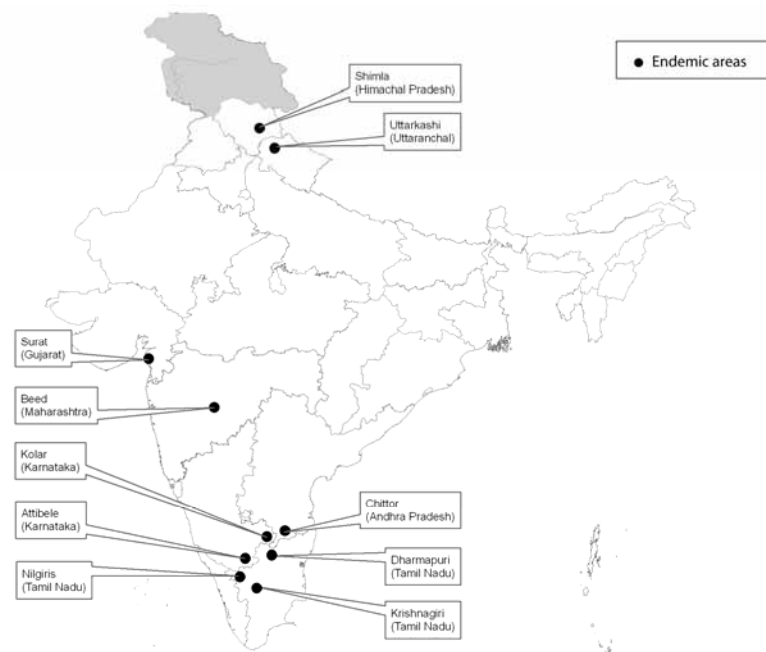 Endemic areas
Shimla
(Himachal Pradesh)
Uttarkashi
(Uttaranchal)
Surat
(Gujarat)
Beed
(Maharashtra)
Kolar
(Karnataka)
Attibele
(Karnataka)
Nilgiris
(Tamil Nadu)
Chittor
(Andhra Pradesh)
Dharmapuri
(Tamil Nadu)
Krishnagiri
(Tamil Nadu)